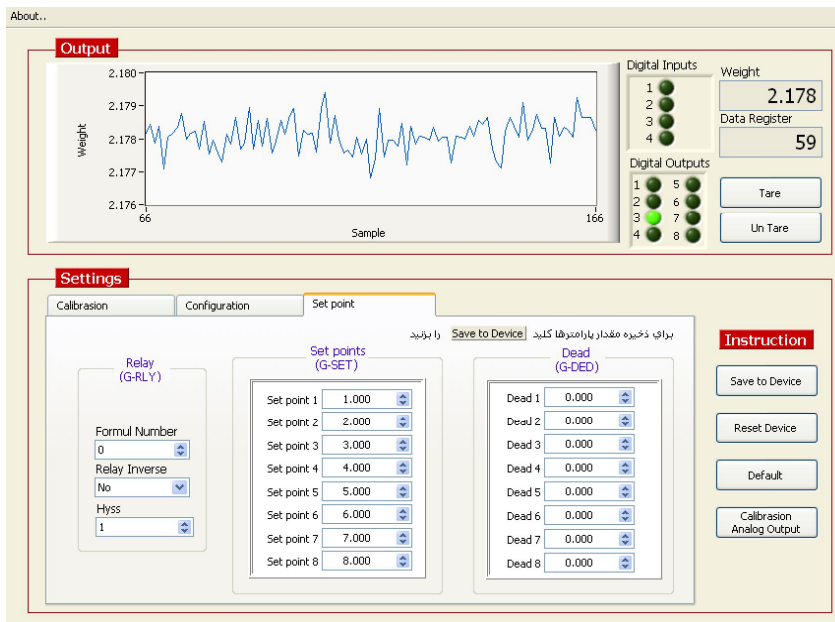 About..
Output
2.180
2.179
2.178
2.177
2.176
Weight
66
166
Sample
Digital Inputs
1
2
3
4
Digital Outputs
1 5
2 6
3 7
4 8
Weight
2.178
Data Register
59
Tare
Un Tare
Settings
Calibrasion
Configuration
Set point
براي ذخيره مقدار پارامترها كليد Save to Device را بزنيد
Relay
(G-RLY)
Formul Number
0
Relay Inverse
No
Hyss
1
Set points
(G-SET)
Set point 1 1.000
Set point 2 2.000
Set point 3 3.000
Set point 4 4.000
Set point 5 5.000
Set point 6 6.000
Set point 7 7.000
Set point 8 8.000
Dead
(G-DED)
Dead 1 0.000
Dead 2 0.000
Dead 3 0.000
Dead 4 0.000
Dead 5 0.000
Dead 6 0.000
Dead 7 0.000
Dead 8 0.000
Instruction
Save to Device
Reset Device
Default
Calibrasion
Analog Output